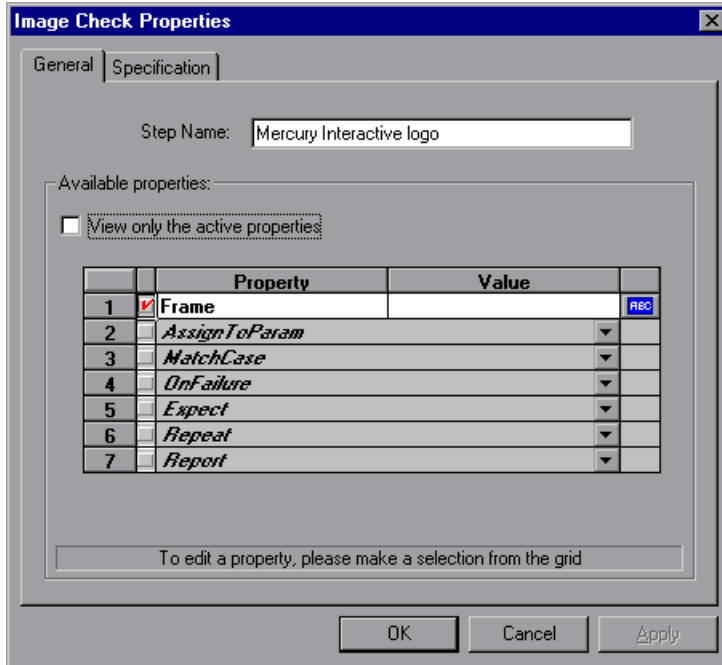 Image Check Properties
General Specification
Step Name: Mercury Interactive logo
Available properties:
View only the active properties
Property Value
1 Frame ABC
2 AssignToParam
3 MatchCase
4 OnFailure
5 Expect
6 Repeat
7 Report
To edit a property, please make a selection from the grid
OK Cancel Apply